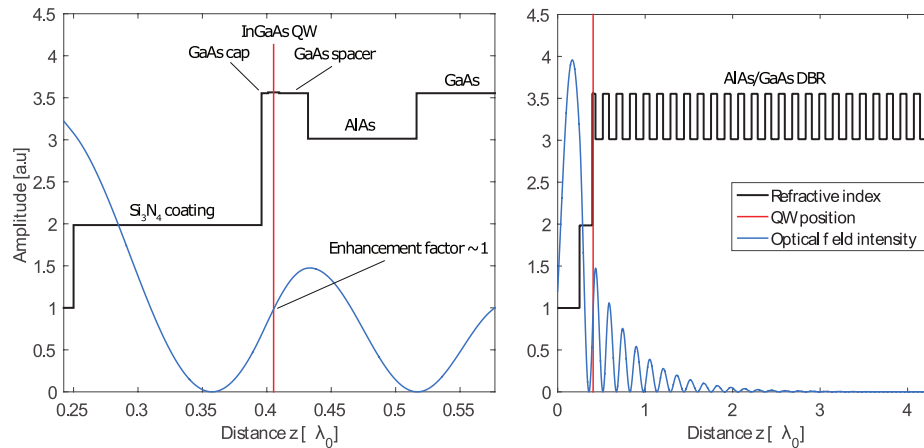 4.5
4
3.5
3
2.5
2
1.5
1
0.5
0
Amplitude [a.u]
InGaAs QW
GaAs cap
GaAs spacer
GaAs
AlAs
Si₃N₄ coating
Enhancement factor ~1
0.25 0.3 0.35 0.4 0.45 0.5 0.55
Distance z [ λ₀]
4.5
4
3.5
3
2.5
2
1.5
1
0.5
0
AlAs/GaAs DBR
Refractive index
QW position
Optical field intensity
0 1 2 3 4
Distance z [ λ₀]